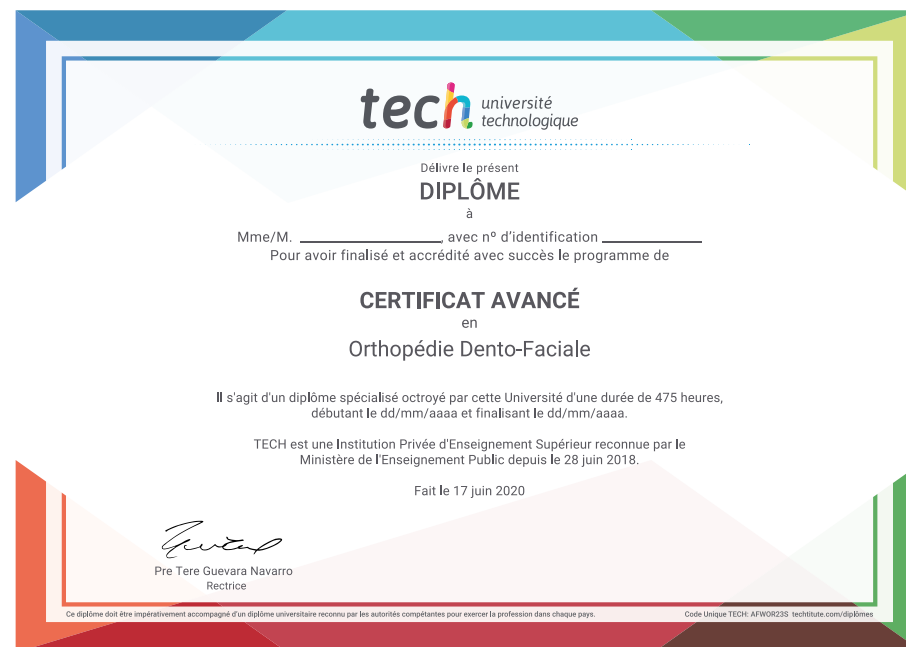 tech université
technologique
Délivre le présent
DIPLÔME
à
Mme/M. ____________, avec nº d'identification ____________
Pour avoir finalisé et accrédité avec succès le programme de
CERTIFICAT AVANCÉ
en
Orthopédie Dento-Faciale
Il s'agit d'un diplôme spécialisé octroyé par cette Université d'une durée de 475 heures,
débutant le dd/mm/aaaa et finalisant le dd/mm/aaaa.
TECH est une Institution Privée d'Enseignement Supérieur reconnue par le
Ministère de l'Enseignement Public depuis le 28 juin 2018.
Fait le 17 juin 2020
Pre Tere Guevara Navarro
Rectrice
Ce diplôme doit être impérativement accompagné d'un diplôme universitaire reconnu par les autorités compétantes pour exercer la profession dans chaque pays. Code Unique TECH: AFWOR23S techtitute.com/diplômes